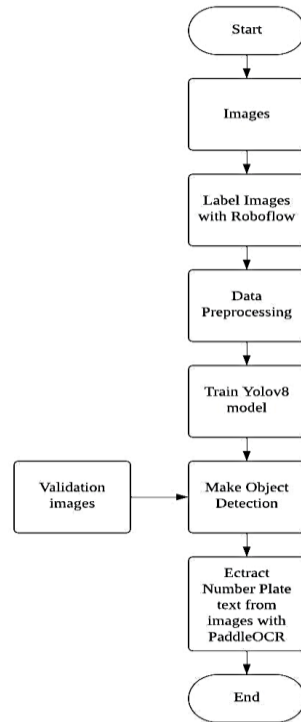 Start
Images
Label Images
with Roboflow
Data
Preprocessing
Train Yolov8
model
Validation
images
Make Object
Detection
Ectract
Number Plate
text from
images with
PaddleOCR
End